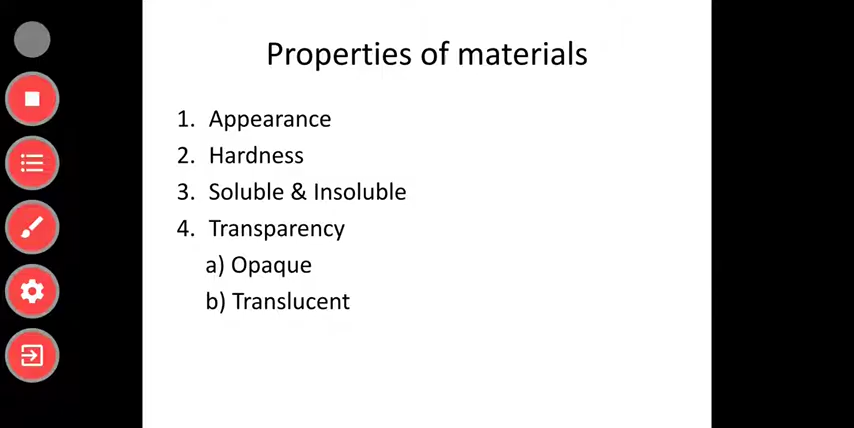 Properties of materials
1. Appearance
2. Hardness
3. Soluble & Insoluble
4. Transparency
a) Opaque
b) Translucent